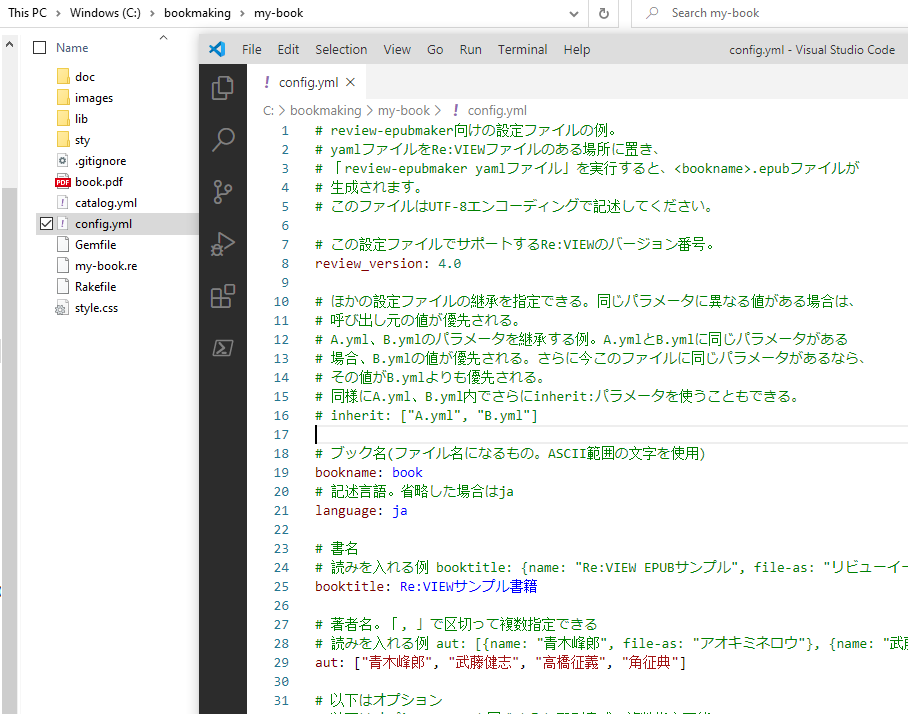 This PC > Windows (C:) > bookmaking > my-book
Search my-book
Name
doc
images
lib
sty
.gitignore
book.pdf
catalog.yml
config.yml
Gemfile
my-book.re
Rakefile
style.css
File Edit Selection View Go Run Terminal Help
config.yml - Visual Studio Code
! config.yml ×
C: > bookmaking > my-book > ! config.yml
1 # review-epubmaker向けの設定ファイルの例。
2 # yamlファイルをRe:VIEWファイルのある場所に置き、
3 # 「review-epubmaker yamlファイル」を実行すると、<bookname>.epubファイルが
4 # 生成されます。
5 # このファイルはUTF-8エンコーディングで記述してください。
6
7 # この設定ファイルでサポートするRe:VIEWのバージョン番号。
8 review_version: 4.0
9
10 # ほかの設定ファイルの継承を指定できる。同じパラメータに異なる値がある場合は、
11 # 呼び出し元の値が優先される。
12 # A.yml、B.ymlのパラメータを継承する例。A.ymlとB.ymlに同じパラメータがある
13 # 場合、B.ymlの値が優先される。さらに今このファイルに同じパラメータがあるなら、
14 # その値がB.ymlよりも優先される。
15 # 同様にA.yml、B.yml内でさらにinherit:パラメータを使うこともできる。
16 # inherit: ["A.yml", "B.yml"]
17
18 # ブック名(ファイル名になるもの。ASCII範囲の文字を使用)
19 bookname: book
20 # 記述言語。省略した場合はja
21 language: ja
22
23 # 書名
24 # 読みを入れる例 booktitle: {name: "Re:VIEW EPUBサンプル", file-as: "リビューイー
25 booktitle: Re:VIEWサンプル書籍
26
27 # 著者名。「, 」で区切って複数指定できる
28 # 読みを入れる例 aut: [{name: "青木峰郎", file-as: "アオキミネロウ"}, {name: "武
29 aut: ["青木峰郎", "武藤健志", "高橋征義", "角征典"]
30
31 # 以下はオプション